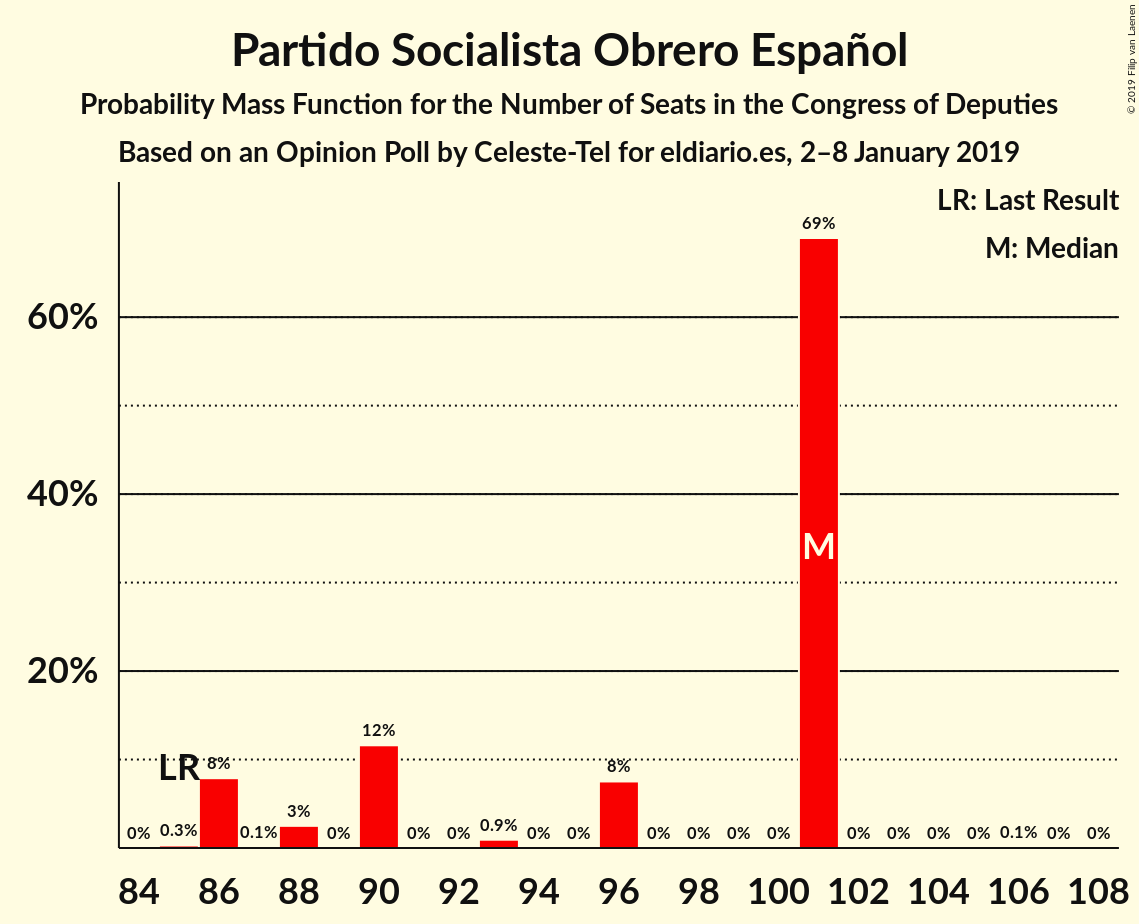 Partido Socialista Obrero Español
Probability Mass Function for the Number of Seats in the Congress of Deputies
Based on an Opinion Poll by Celeste-Tel for eldiario.es, 2–8 January 2019
© 2019 Filip van Laenen
LR: Last Result
M: Median
60%
40%
20%
LR
M
0% 0.3% 8% 0.1% 3% 0% 12% 0% 0% 0.9% 0% 0% 8% 0% 0% 0% 0% 69% 0% 0% 0% 0% 0.1% 0% 0%
84 86 88 90 92 94 96 98 100 102 104 106 108